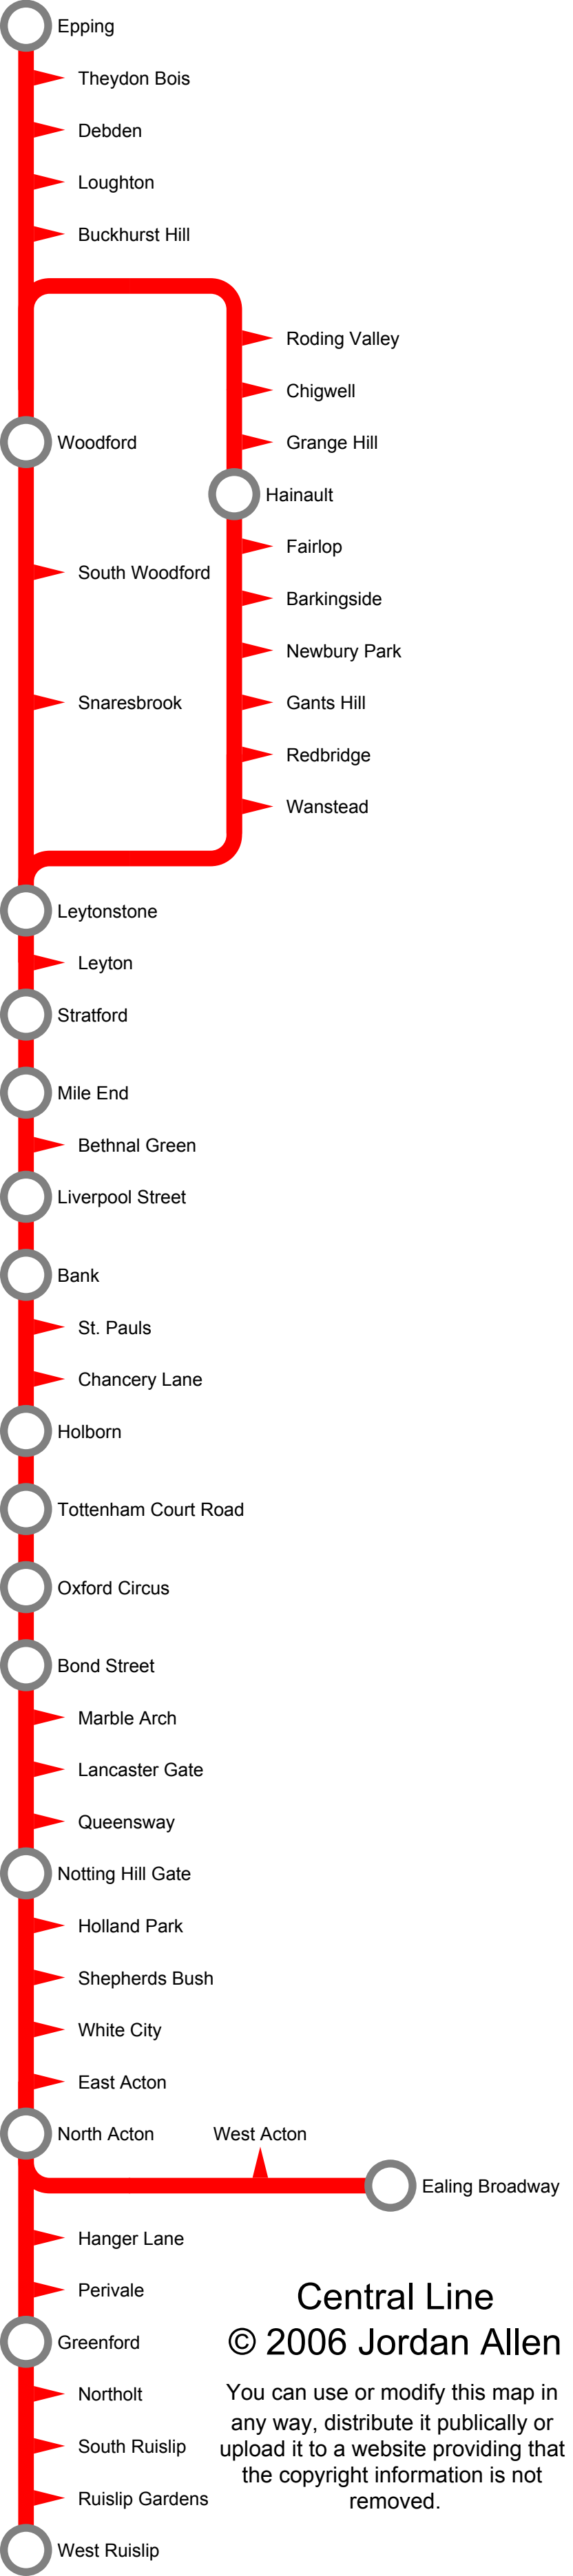 Epping
Theydon Bois
Debden
Loughton
Buckhurst Hill
Roding Valley
Chigwell
Woodford
Grange Hill
Hainault
Fairlop
South Woodford
Barkingside
Newbury Park
Snaresbrook
Gants Hill
Redbridge
Wanstead
Leytonstone
Leyton
Stratford
Mile End
Bethnal Green
Liverpool Street
Bank
St. Pauls
Chancery Lane
Holborn
Tottenham Court Road
Oxford Circus
Bond Street
Marble Arch
Lancaster Gate
Queensway
Notting Hill Gate
Holland Park
Shepherds Bush
White City
East Acton
North Acton
West Acton
Ealing Broadway
Hanger Lane
Perivale
Greenford
Northolt
South Ruislip
Ruislip Gardens
West Ruislip
Central Line
© 2006 Jordan Allen
You can use or modify this map in
any way, distribute it publically or
upload it to a website providing that
the copyright information is not
removed.